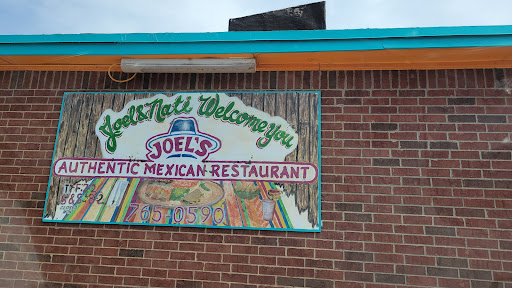 Joel & Nati Welcome You
JOEL'S
AUTHENTIC MEXICAN RESTAURANT
765-0590